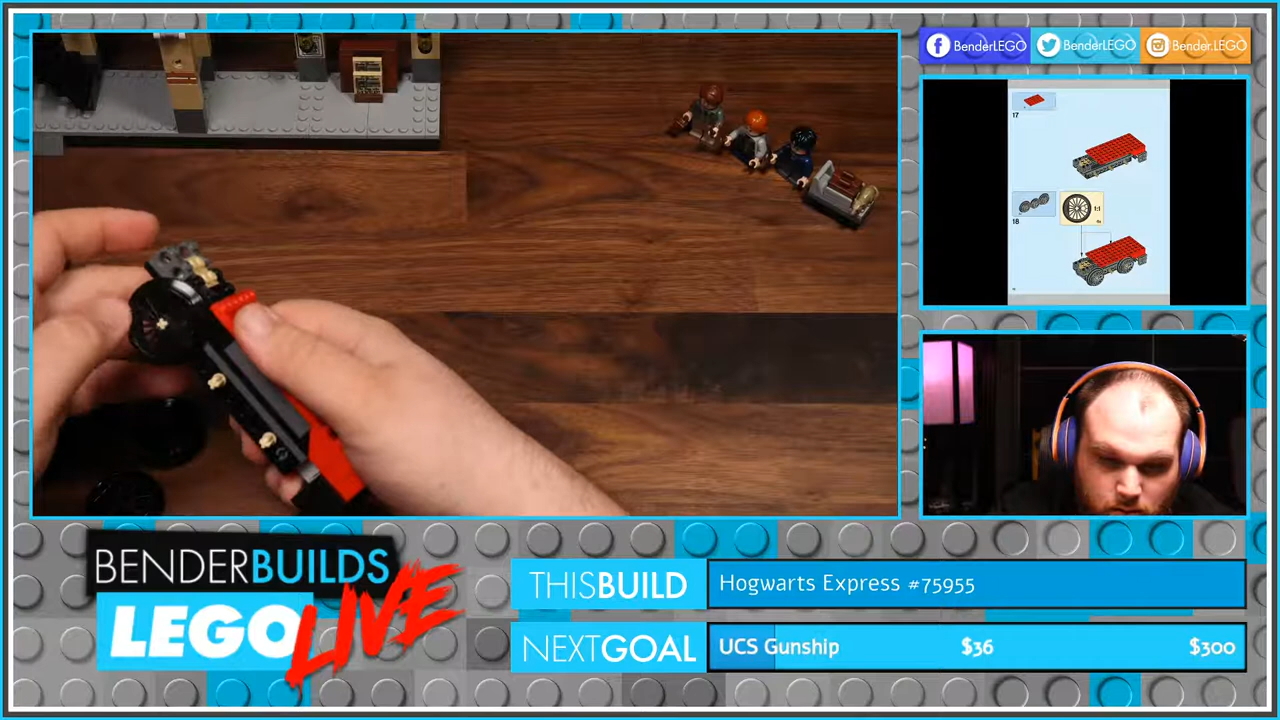 BenderLEGO
BenderLEGO
Bender.LEGO
17
1:1
18
BENDERBUILDS
LEGO LIVE
THISBUILD
Hogwarts Express #75955
NEXTGOAL
UCS Gunship $36 $300